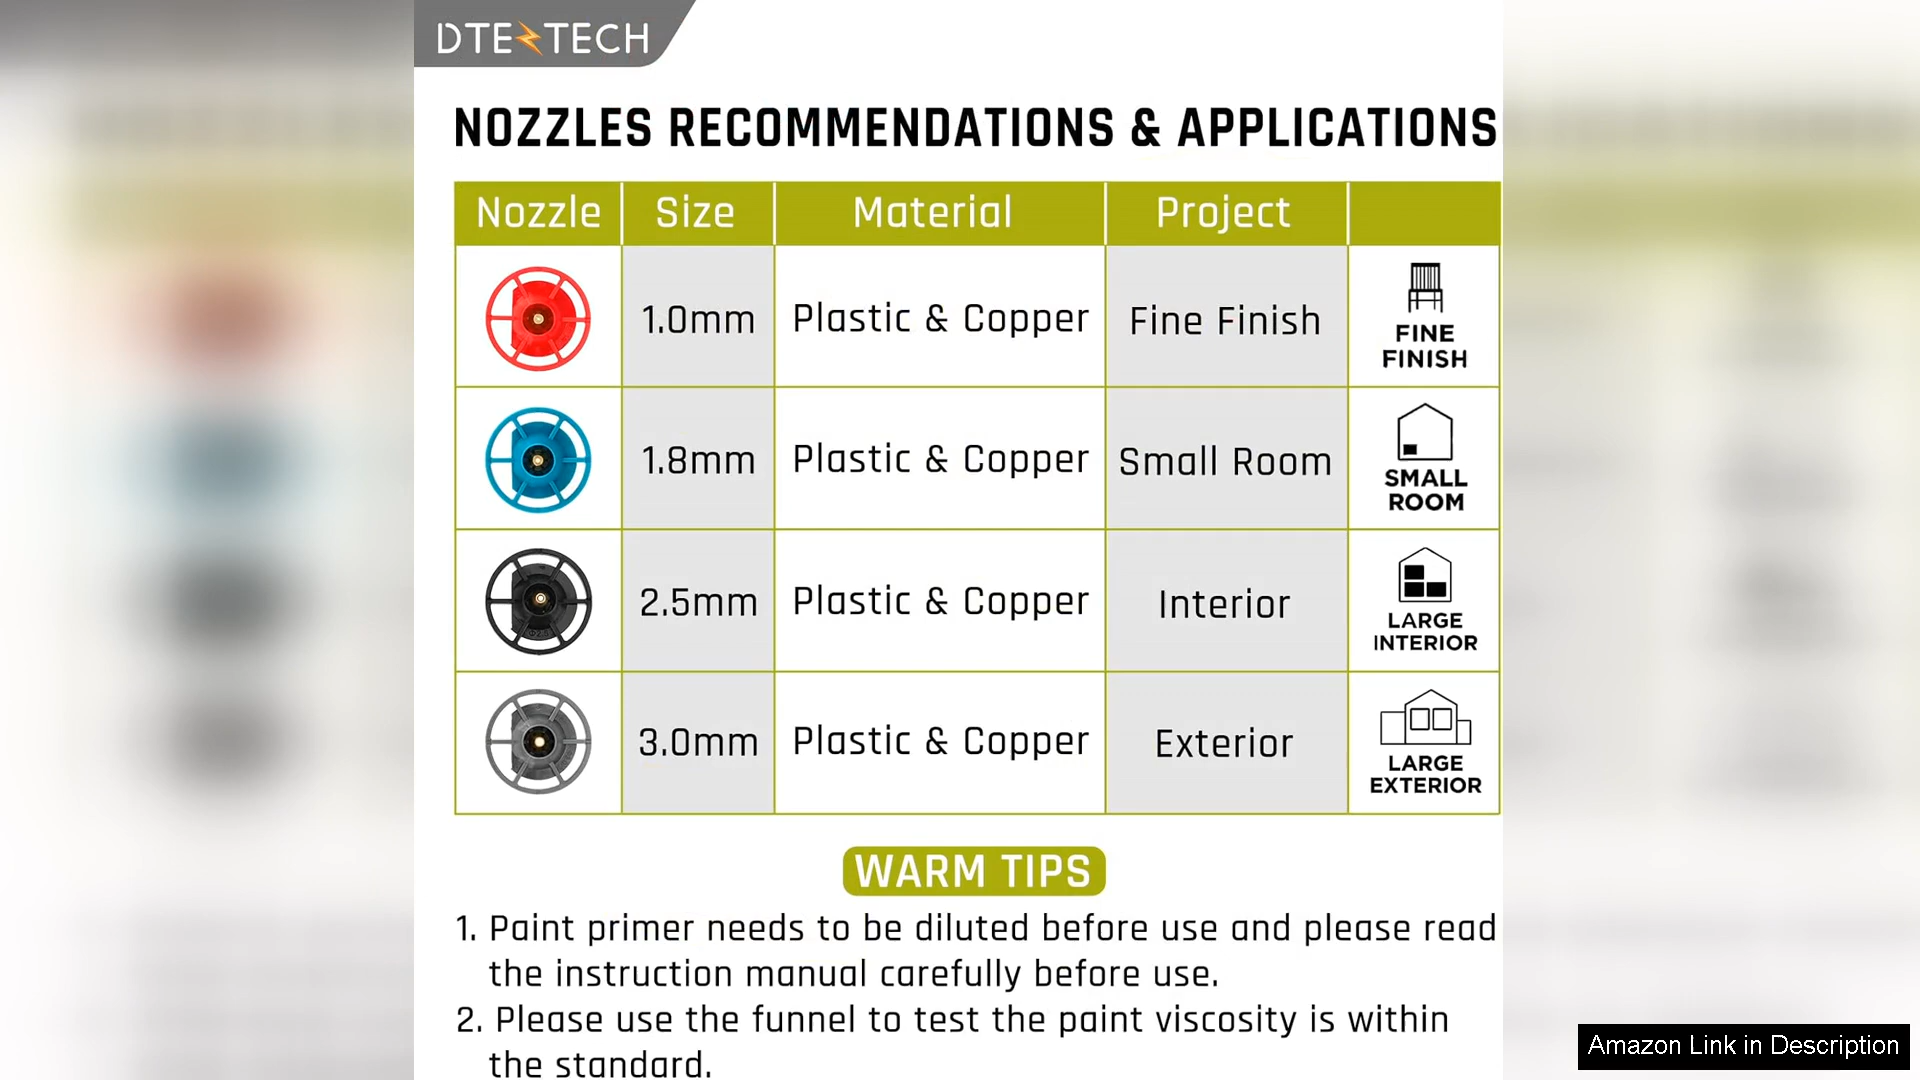 DTE TECH
NOZZLES RECOMMENDATIONS & APPLICATIONS
Nozzle Size Material Project
1.0mm Plastic & Copper Fine Finish
FINE
FINISH
1.8mm Plastic & Copper Small Room
SMALL
ROOM
2.5mm Plastic & Copper Interior
LARGE
INTERIOR
3.0mm Plastic & Copper Exterior
LARGE
EXTERIOR
WARM TIPS
1. Paint primer needs to be diluted before use and please read
the instruction manual carefully before use.
2. Please use the funnel to test the paint viscosity is within
the standard.
Amazon Link in Description